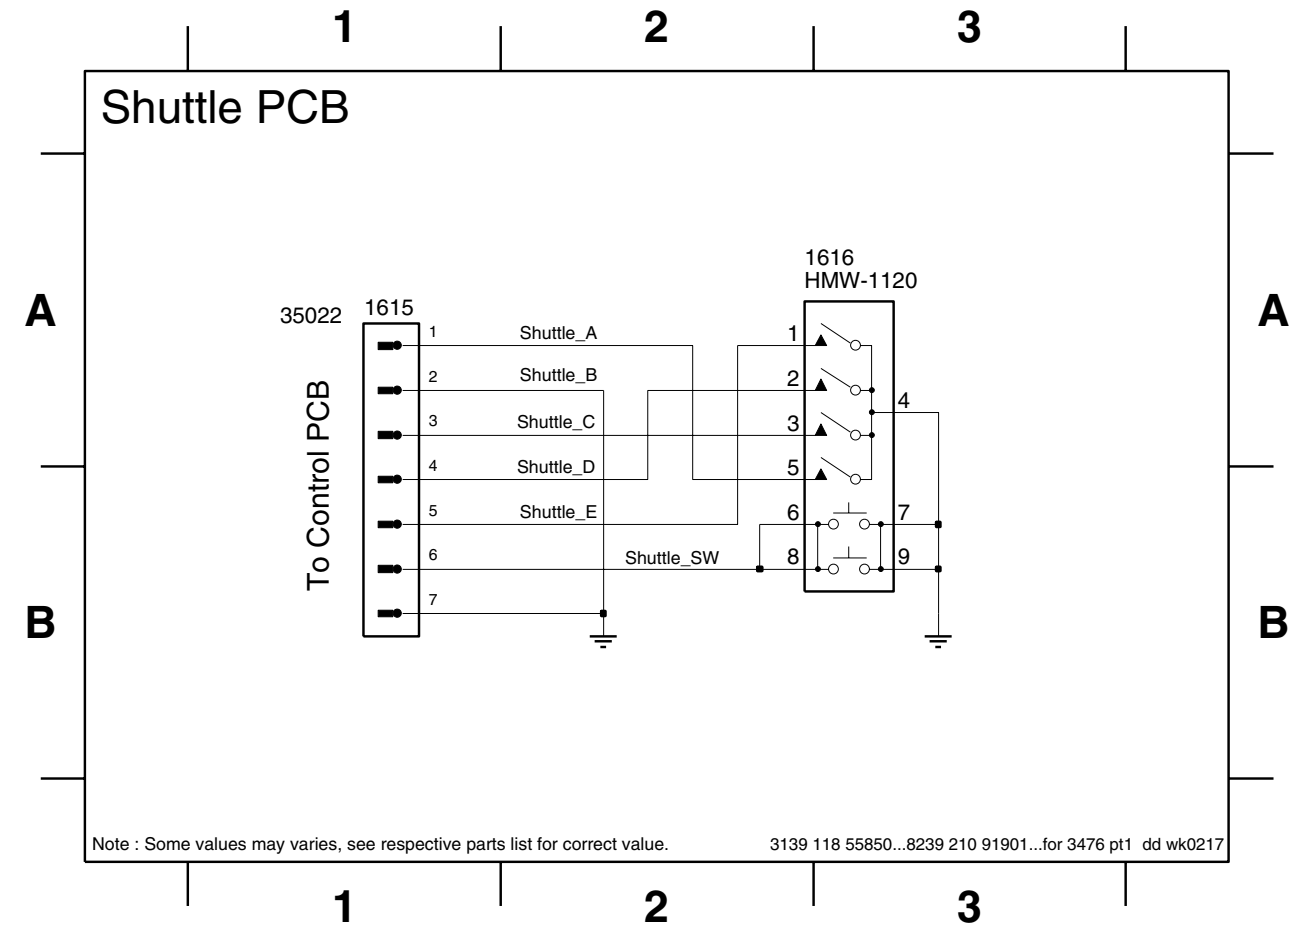 1 2 3
Shuttle PCB
A A
1616
HMW-1120
35022 1615
To Control PCB
1 Shuttle_A 1
2 Shuttle_B 2
4
3 Shuttle_C 3
4 Shuttle_D 5
5 Shuttle_E 6 7
6 Shuttle_SW 8 9
7
B B
Note : Some values may varies, see respective parts list for correct value. 3139 118 55850...8239 210 91901...for 3476 pt1 dd wk0217
1 2 3